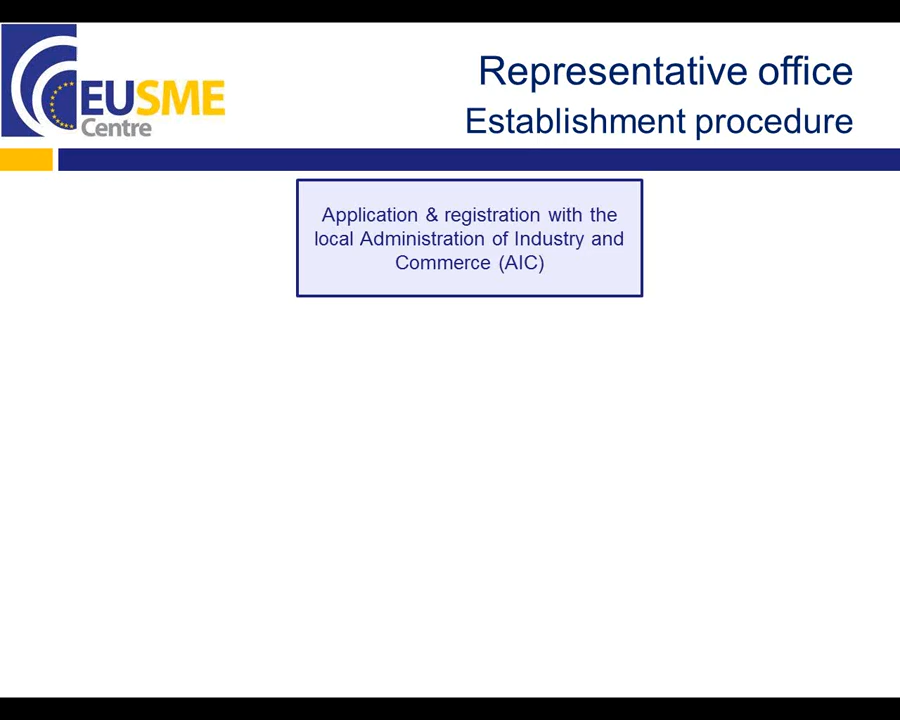 EUSME
Centre
Representative office
Establishment procedure
Application & registration with the
local Administration of Industry and
Commerce (AIC)